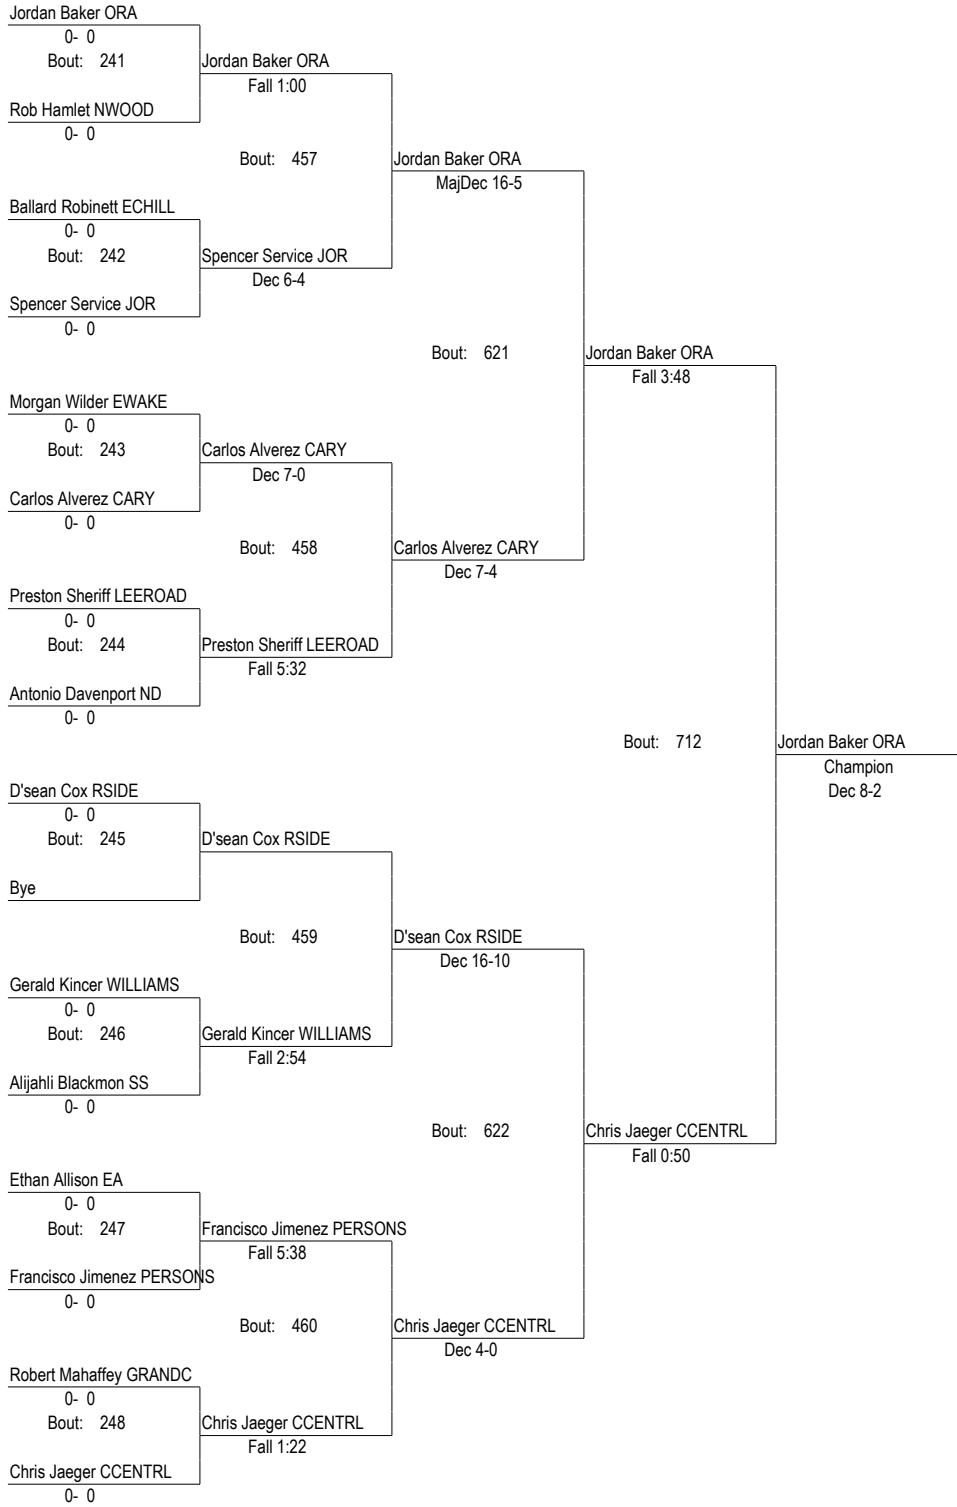 Jordan Baker ORA
0- 0
Bout: 241
Jordan Baker ORA
Fall 1:00
Rob Hamlet NWOOD
0- 0
Bout: 457
Jordan Baker ORA
MajDec 16-5
Ballard Robinett ECHILL
0- 0
Bout: 242
Spencer Service JOR
Dec 6-4
Spencer Service JOR
0- 0
Bout: 621
Jordan Baker ORA
Fall 3:48
Morgan Wilder EWAKE
0- 0
Bout: 243
Carlos Alverez CARY
Dec 7-0
Carlos Alverez CARY
0- 0
Bout: 458
Carlos Alverez CARY
Dec 7-4
Preston Sheriff LEEROAD
0- 0
Bout: 244
Preston Sheriff LEEROAD
Fall 5:32
Antonio Davenport ND
0- 0
Bout: 712
Jordan Baker ORA
Champion
Dec 8-2
D'sean Cox RSIDE
0- 0
Bout: 245
D'sean Cox RSIDE
Bye
Bout: 459
D'sean Cox RSIDE
Dec 16-10
Gerald Kincer WILLIAMS
0- 0
Bout: 246
Gerald Kincer WILLIAMS
Fall 2:54
Alijahli Blackmon SS
0- 0
Bout: 622
Chris Jaeger CCENTRL
Fall 0:50
Ethan Allison EA
0- 0
Bout: 247
Francisco Jimenez PERSONS
Fall 5:38
Francisco Jimenez PERSONS
0- 0
Bout: 460
Chris Jaeger CCENTRL
Dec 4-0
Robert Mahaffey GRANDC
0- 0
Bout: 248
Chris Jaeger CCENTRL
Fall 1:22
Chris Jaeger CCENTRL
0- 0